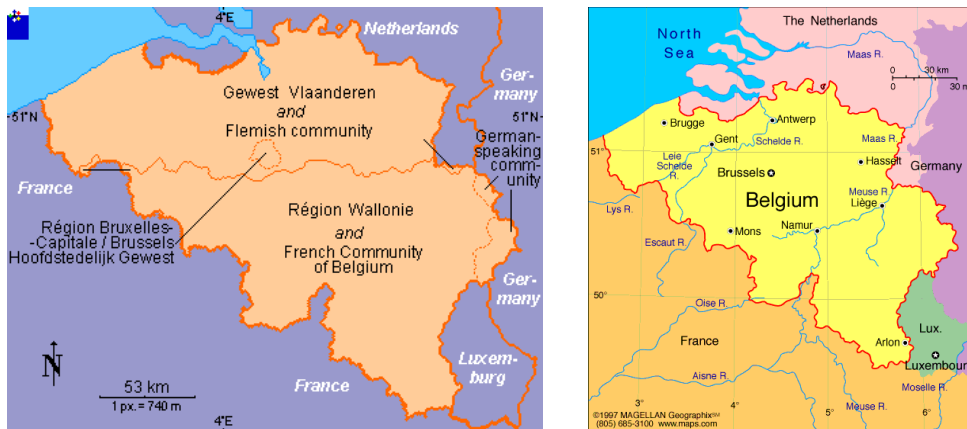 4°E
Netherlands
Ger-
many
Gewest Vlaanderen
and
Flemish community
51°N
51°N
German-
speaking
comm-
unity
France
Région Wallonie
and
French Community
of Belgium
Région Bruxelles-
-Capitale / Brussels
Hoofdstedelijk Gewest
Ger-
many
N
53 km
1 px. = 740 m
France
Luxem-
burg
4°E
The Netherlands
North
Sea
Maas R.
0 30 km
0 30 mi
Brugge
Antwerp
Gent
Schelde R.
Maas R.
51°
Leie
Schelde
R.
Hasselt
Germany
Brussels
Belgium
Meuse R.
Liège
Lys R.
Namur
Mons
Escaut R.
50°
Oise R.
Lux.
France
Arlon
Luxembourg
Aisne R.
Moselle R.
3° 4° 5° 6°
Meuse R.
©1997 MAGELLAN Geographix℠
(805) 685-3100 www.maps.com